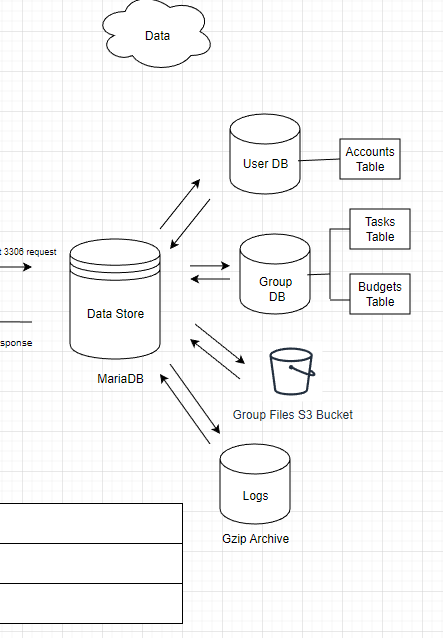 Data
User DB
Accounts
Table
Tasks
Table
3306 request
Group
DB
Budgets
Table
Data Store
MariaDB
Group Files S3 Bucket
Logs
Gzip Archive